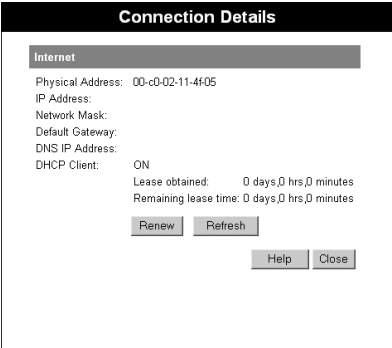 Connection Details
Internet
Physical Address: 00-c0-02-11-4f-05
IP Address:
Network Mask:
Default Gateway:
DNS IP Address:
DHCP Client: ON
Lease obtained: 0 days,0 hrs,0 minutes
Remaining lease time: 0 days,0 hrs,0 minutes
Renew Refresh
Help Close